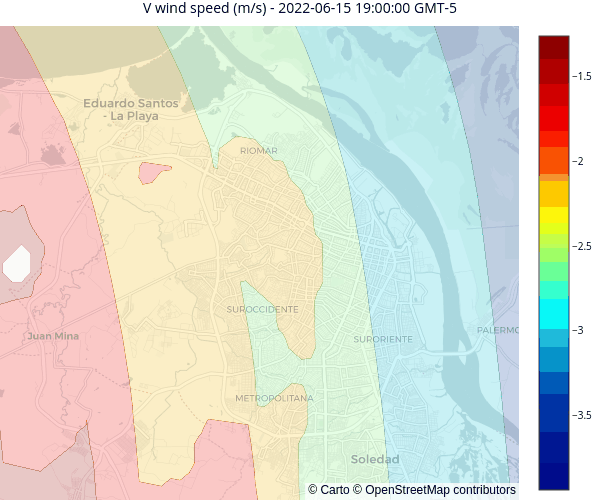 V wind speed (m/s) - 2022-06-15 19:00:00 GMT-5
Eduardo Santos
- La Playa
RIOMAR
SUROCCIDENTE
Juan Mina
SURORIENTE
PALERMO
METROPOLITANA
Soledad
© Carto © OpenStreetMap contributors
−1.5
−2
−2.5
−3
−3.5